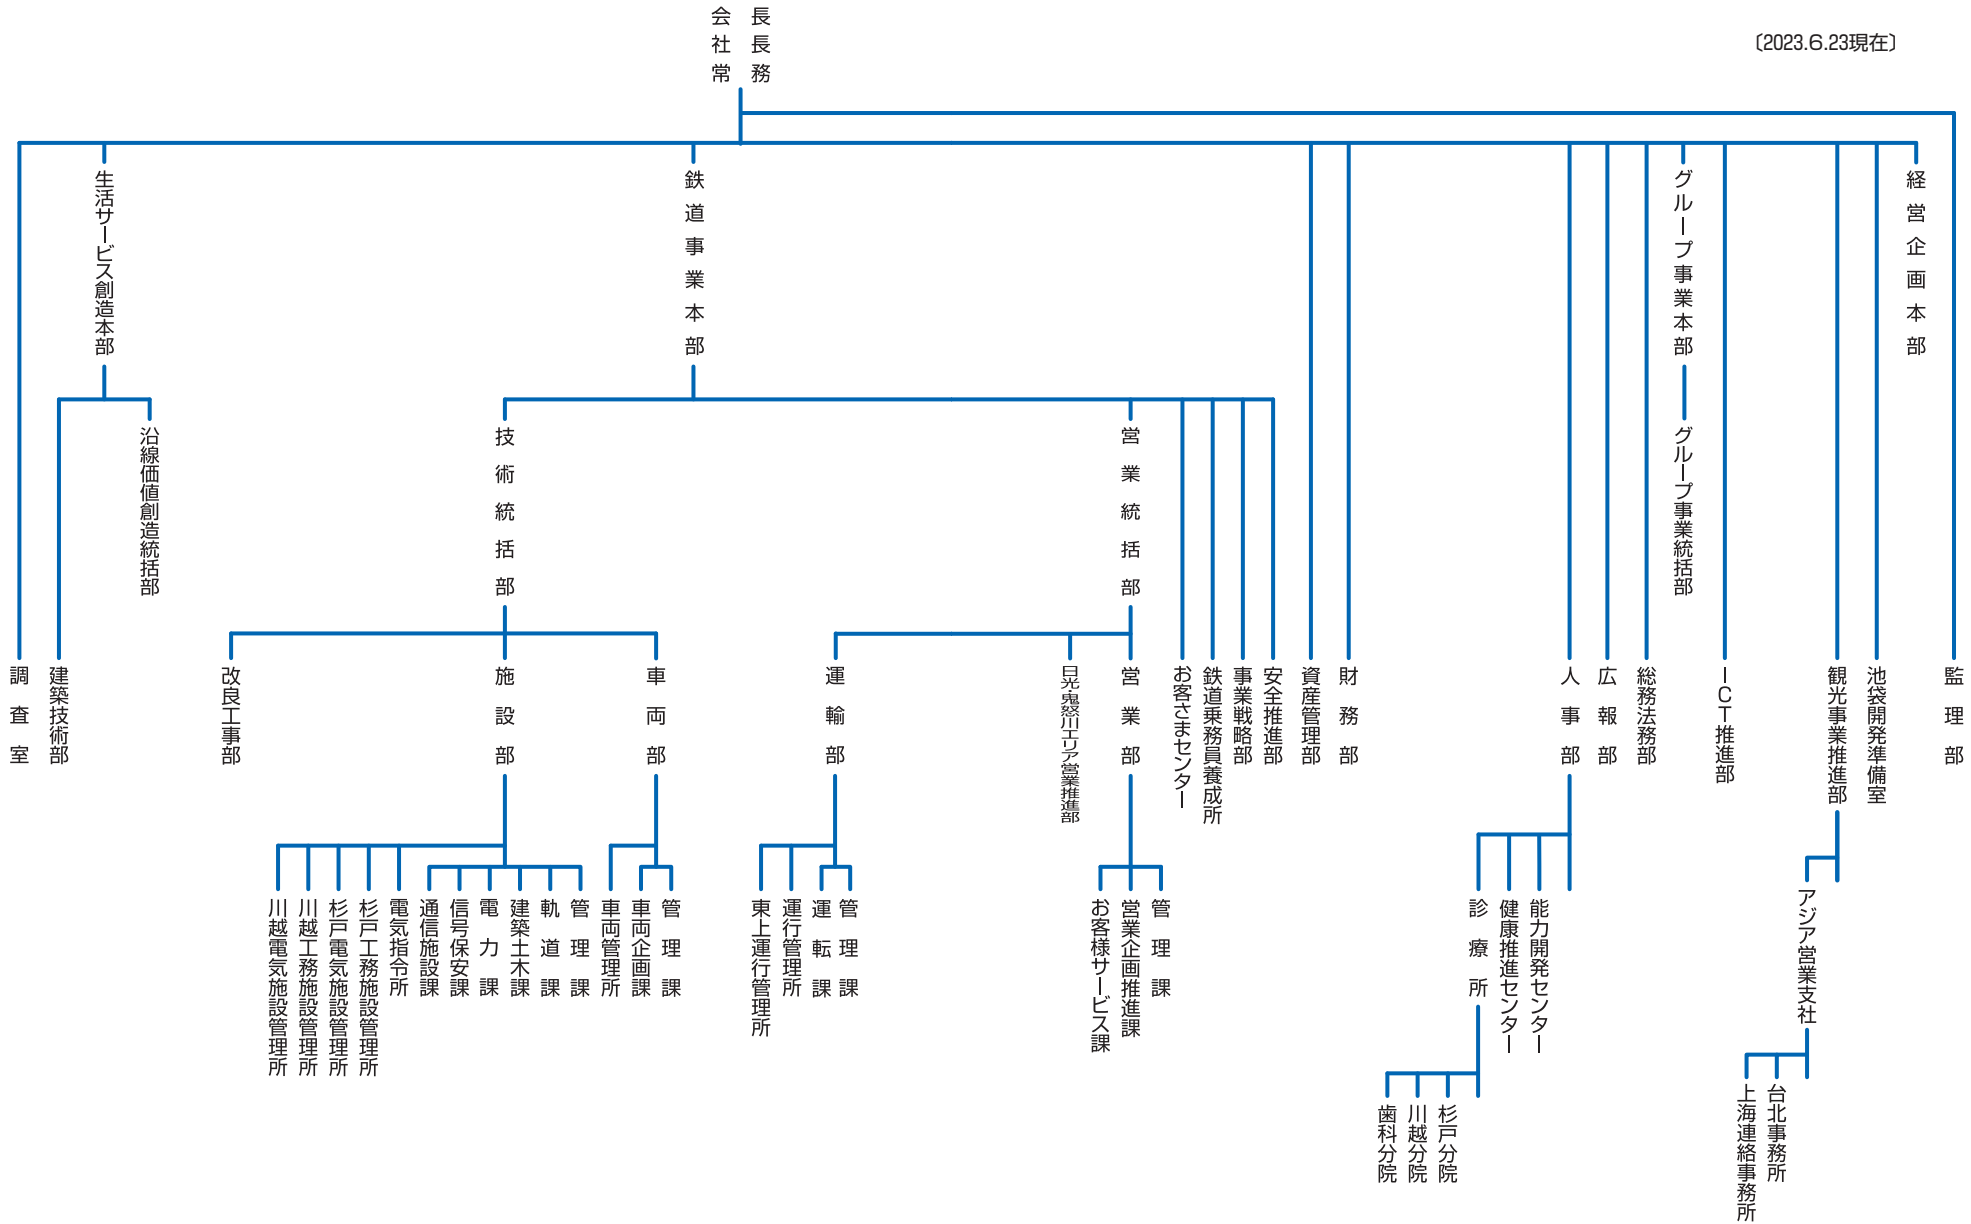 会長
社長
常務
〔2023.6.23現在〕
経営企画本部
グループ事業本部
鉄道事業本部
生活サービス創造本部
グループ事業統括部
営業統括部
技術統括部
沿線価値創造統括部
監理部
池袋開発準備室
観光事業推進部
ICT推進部
総務法務部
広報部
人事部
財務部
資産管理部
安全推進部
事業戦略部
鉄道乗務員養成所
お客さまセンター
営業部
日光・鬼怒川エリア営業推進部
運輸部
車両部
施設部
改良工事部
建築技術部
調査室
アジア営業支社
能力開発センター
健康推進センター
診療所
管理課
営業企画推進課
お客様サービス課
管理課
運転課
運行管理所
東上運行管理所
管理課
車両企画課
車両管理所
管理課
軌道課
建築土木課
電力課
信号保安課
通信施設課
電気指令所
杉戸工務施設管理所
杉戸電気施設管理所
川越工務施設管理所
川越電気施設管理所
台北事務所
上海連絡事務所
杉戸分院
川越分院
歯科分院